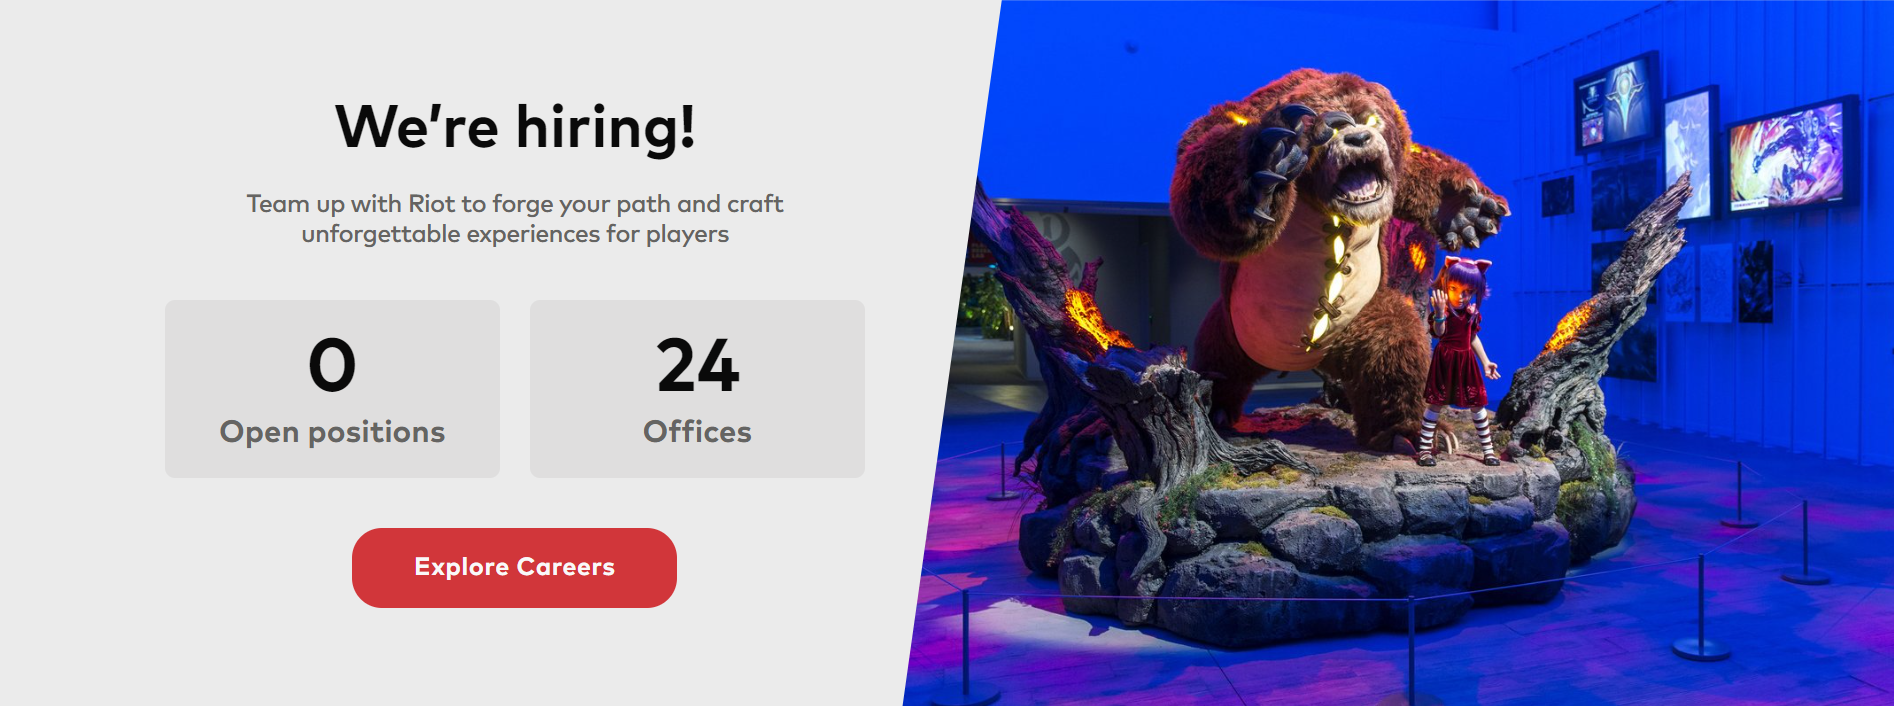 We're hiring!
Team up with Riot to forge your path and craft
unforgettable experiences for players
0
Open positions
24
Offices
Explore Careers